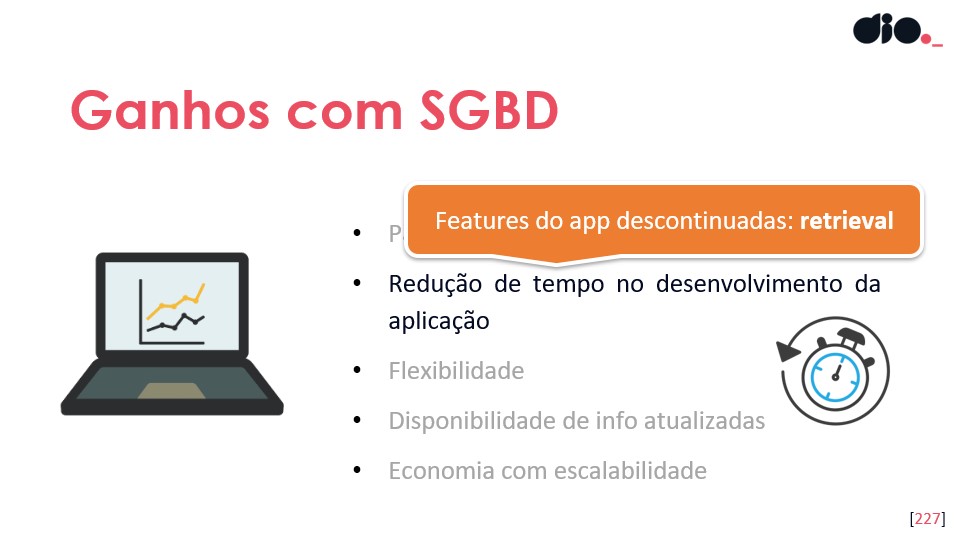 dio._
Ganhos com SGBD
Features do app descontinuadas: retrieval
• Redução de tempo no desenvolvimento da
aplicação
• Flexibilidade
• Disponibilidade de info atualizadas
• Economia com escalabilidade
[227]